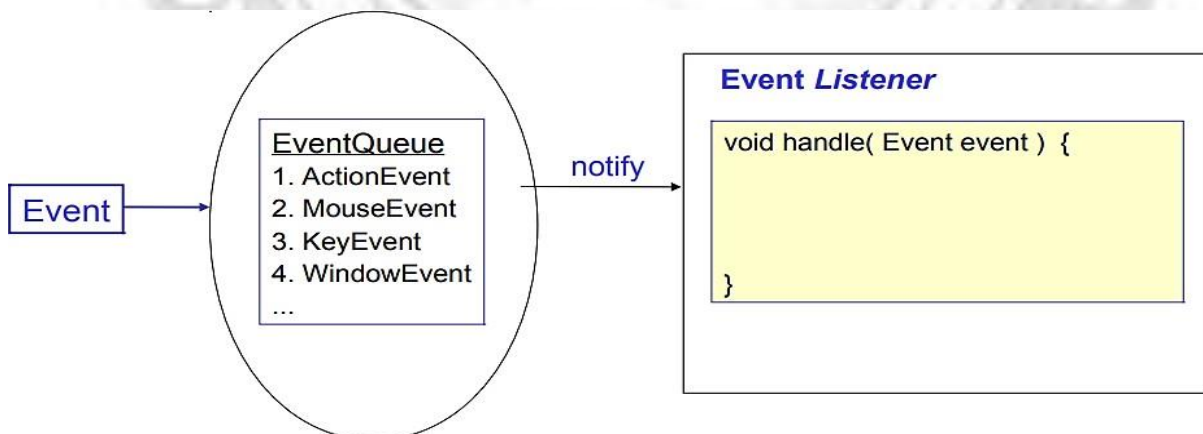 Event
EventQueue
1. ActionEvent
2. MouseEvent
3. KeyEvent
4. WindowEvent
...
notify
Event Listener
void handle( Event event ) {
}